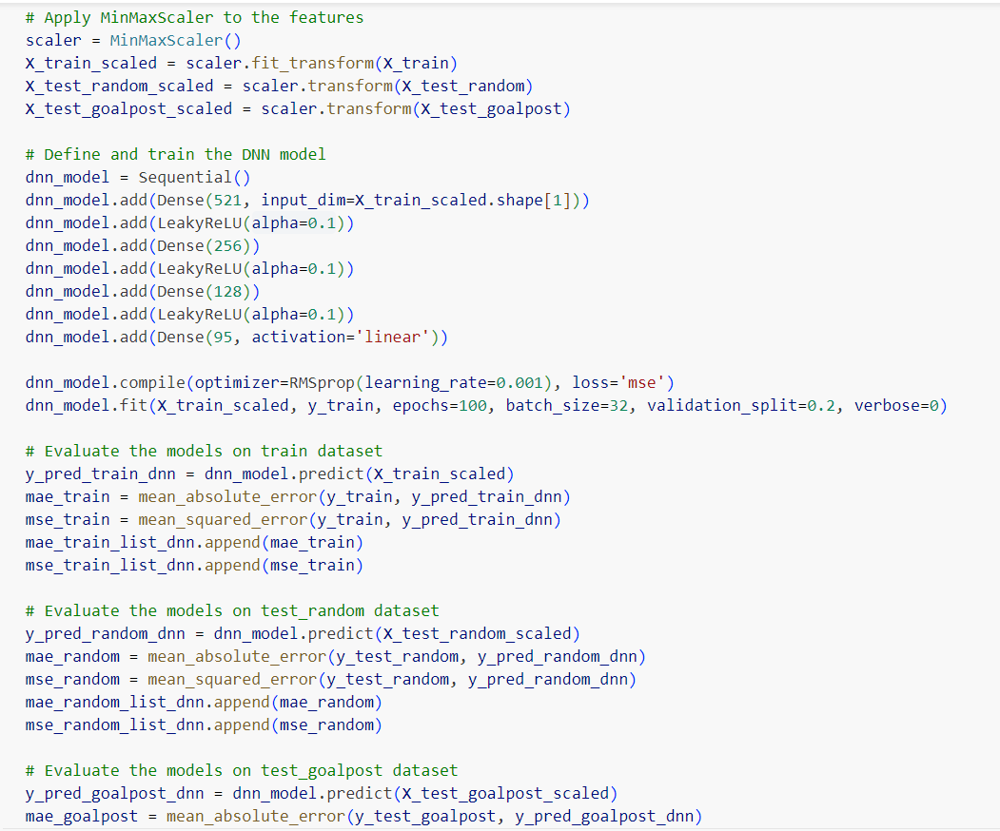 # Apply MinMaxScaler to the features
scaler = MinMaxScaler()
X_train_scaled = scaler.fit_transform(X_train)
X_test_random_scaled = scaler.transform(X_test_random)
X_test_goalpost_scaled = scaler.transform(X_test_goalpost)
# Define and train the DNN model
dnn_model = Sequential()
dnn_model.add(Dense(521, input_dim=X_train_scaled.shape[1]))
dnn_model.add(LeakyReLU(alpha=0.1))
dnn_model.add(Dense(256))
dnn_model.add(LeakyReLU(alpha=0.1))
dnn_model.add(Dense(128))
dnn_model.add(LeakyReLU(alpha=0.1))
dnn_model.add(Dense(95, activation='linear'))
dnn_model.compile(optimizer=RMSprop(learning_rate=0.001), loss='mse')
dnn_model.fit(X_train_scaled, y_train, epochs=100, batch_size=32, validation_split=0.2, verbose=0)
# Evaluate the models on train dataset
y_pred_train_dnn = dnn_model.predict(X_train_scaled)
mae_train = mean_absolute_error(y_train, y_pred_train_dnn)
mse_train = mean_squared_error(y_train, y_pred_train_dnn)
mae_train_list_dnn.append(mae_train)
mse_train_list_dnn.append(mse_train)
# Evaluate the models on test_random dataset
y_pred_random_dnn = dnn_model.predict(X_test_random_scaled)
mae_random = mean_absolute_error(y_test_random, y_pred_random_dnn)
mse_random = mean_squared_error(y_test_random, y_pred_random_dnn)
mae_random_list_dnn.append(mae_random)
mse_random_list_dnn.append(mse_random)
# Evaluate the models on test_goalpost dataset
y_pred_goalpost_dnn = dnn_model.predict(X_test_goalpost_scaled)
mae_goalpost = mean_absolute_error(y_test_goalpost, y_pred_goalpost_dnn)